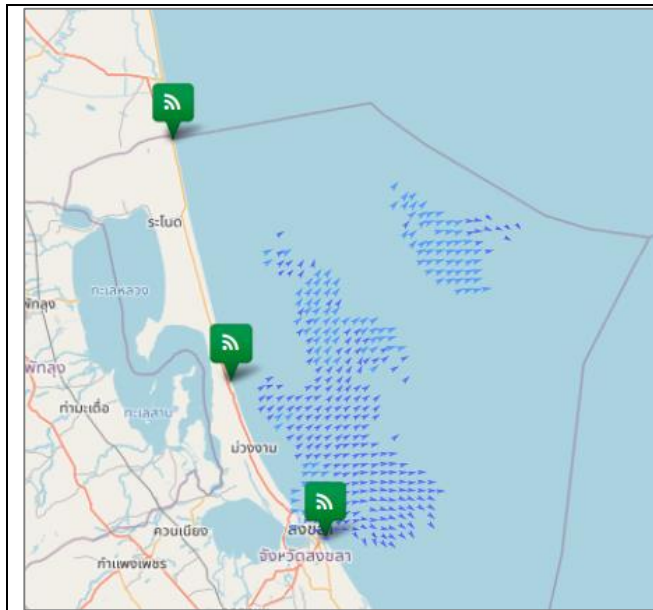 ระโนด
ทะเลหลวง
พัทลุง
พัทลุง
ท่ามะเดื่อ
ทะเลสาบ
ม่วงงาม
สงขลา
ควนเนียง
จังหวัดสงขลา
กำแพงเพชร